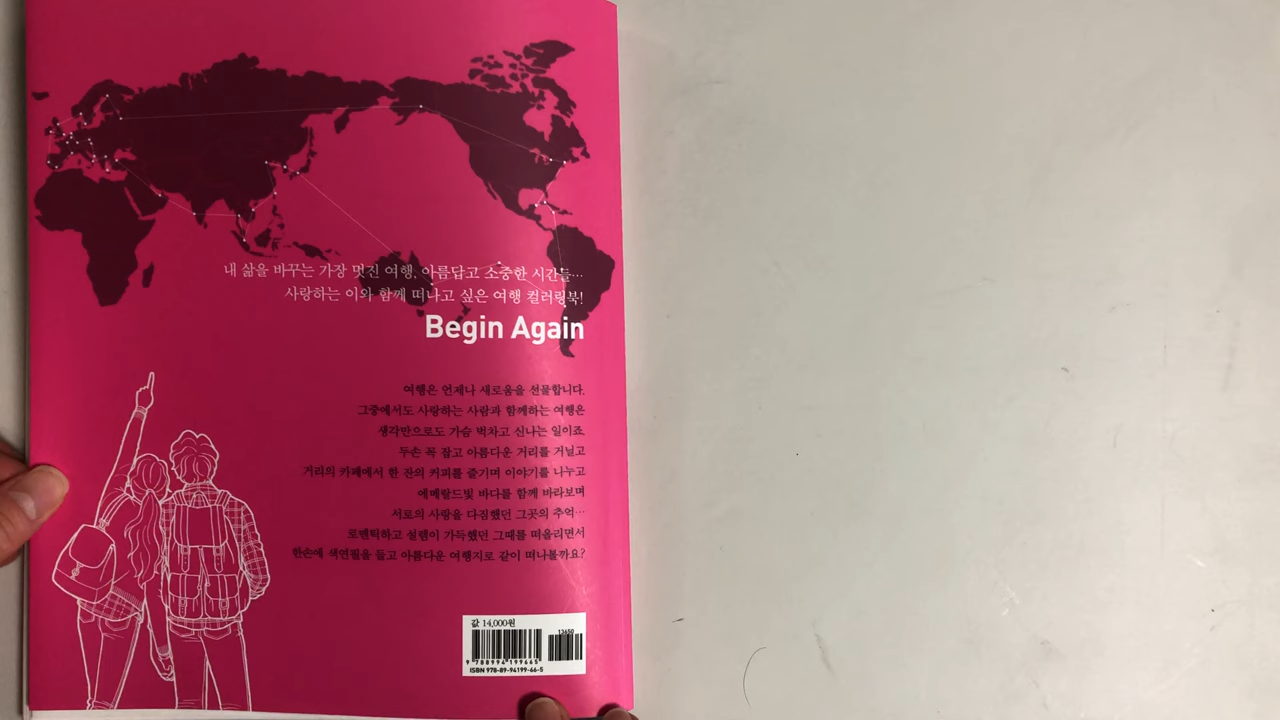 내 삶을 바꾸는 가장 멋진 여행, 아름답고 소중한 시간들…
사랑하는 이와 함께 떠나고 싶은 여행 컬러링북!
Begin Again
여행은 언제나 새로움을 선물합니다.
그중에서도 사랑하는 사람과 함께하는 여행은
생각만으로도 가슴 벅차고 신나는 일이죠.
두손 꼭 잡고 아름다운 거리를 거닐고
거리의 카페에서 한 잔의 커피를 즐기며 이야기를 나누고
에메랄드빛 바다를 함께 바라보며
서로의 사랑을 다짐했던 그곳의 추억…
로맨틱하고 설렘이 가득했던 그때를 떠올리면서
한손에 색연필을 들고 아름다운 여행지로 같이 떠나볼까요?
값 14,000원
13650
9 788994 199665
ISBN 978-89-94199-66-5